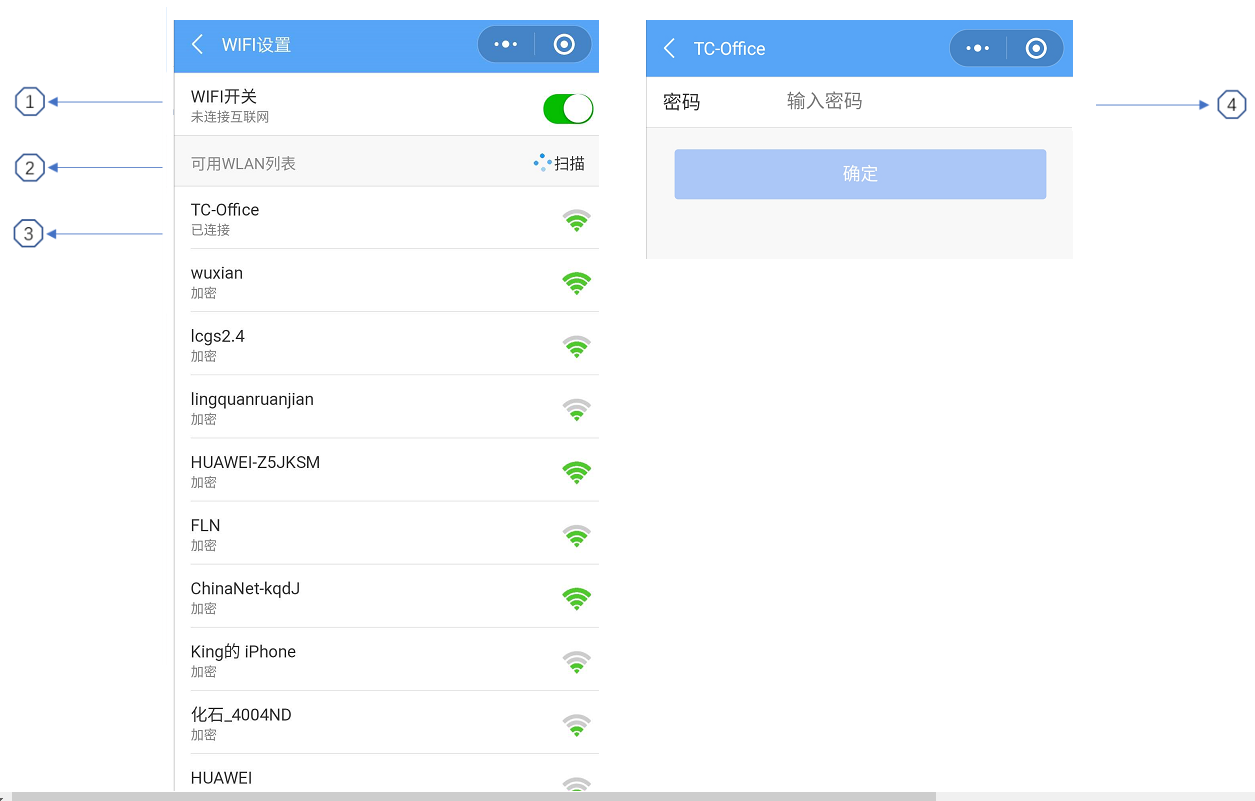 WIFI设置
1
WIFI开关
未连接互联网
2
可用WLAN列表
扫描
3
TC-Office
已连接
wuxian
加密
lcgs2.4
加密
lingquanruanjian
加密
HUAWEI-Z5JKSM
加密
FLN
加密
ChinaNet-kqdJ
加密
King的 iPhone
加密
化石_4004ND
加密
HUAWEI
TC-Office
密码
输入密码
4
确定